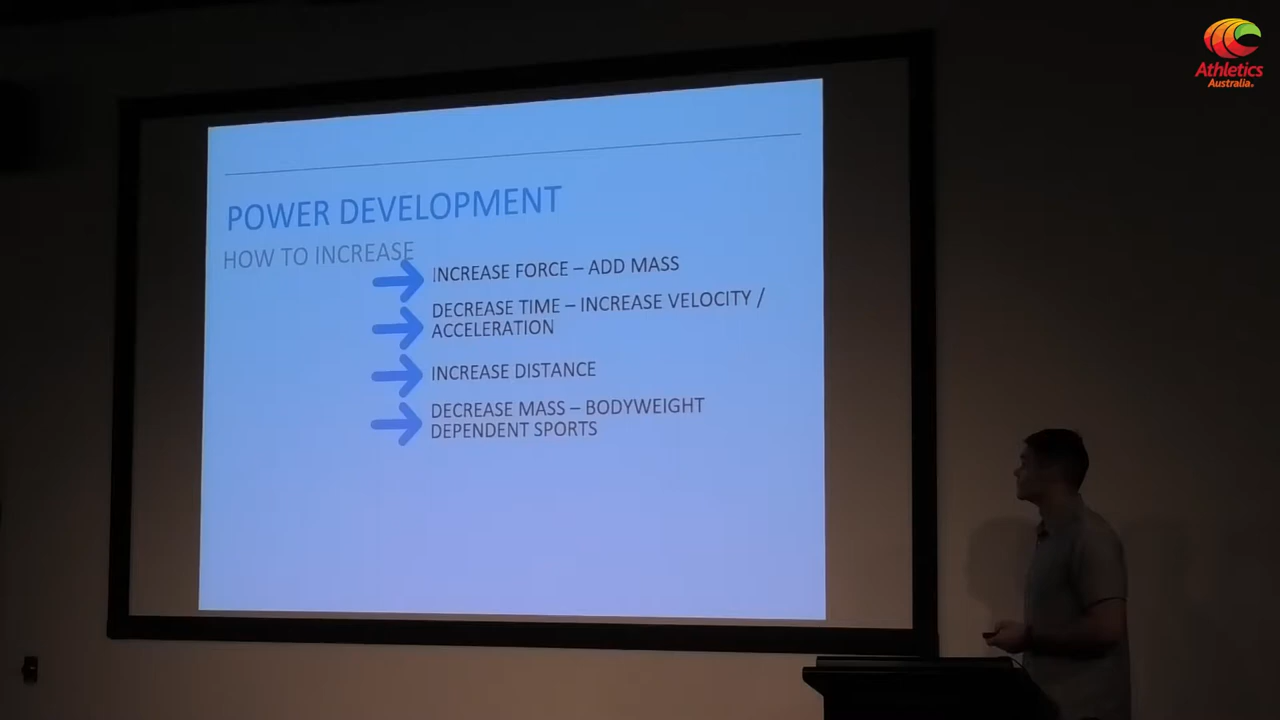 Athletics
Australia
POWER DEVELOPMENT
HOW TO INCREASE
INCREASE FORCE – ADD MASS
DECREASE TIME – INCREASE VELOCITY /
ACCELERATION
INCREASE DISTANCE
DECREASE MASS – BODYWEIGHT
DEPENDENT SPORTS